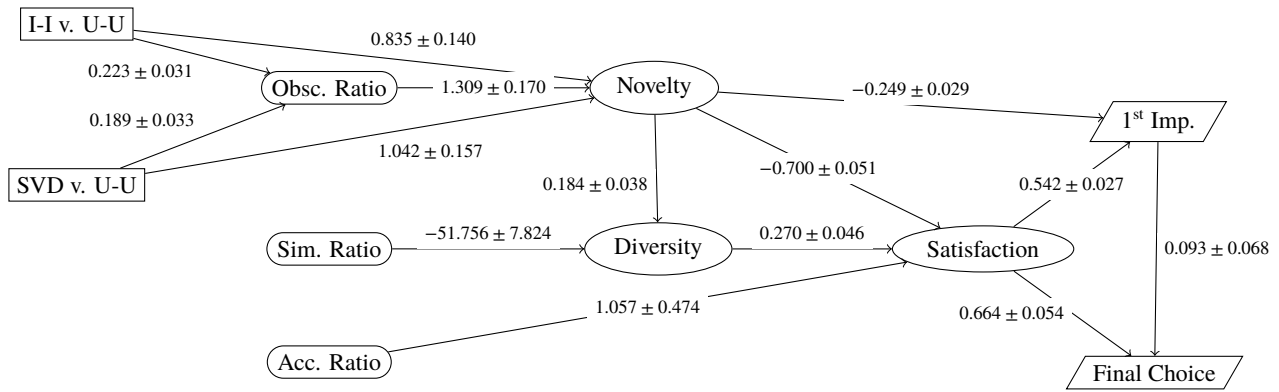 I-I v. U-U
0.835 ± 0.140
0.223 ± 0.031
Obsc. Ratio
1.309 ± 0.170
Novelty
−0.249 ± 0.029
1st Imp.
0.189 ± 0.033
1.042 ± 0.157
−0.700 ± 0.051
SVD v. U-U
0.184 ± 0.038
0.542 ± 0.027
Sim. Ratio
−51.756 ± 7.824
Diversity
0.270 ± 0.046
Satisfaction
0.093 ± 0.068
1.057 ± 0.474
0.664 ± 0.054
Acc. Ratio
Final Choice